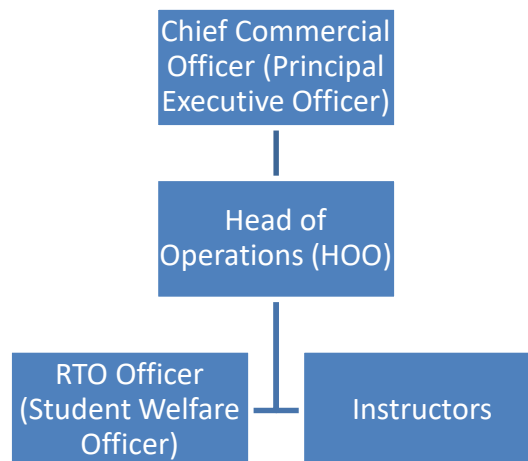 Chief Commercial
Officer (Principal
Executive Officer)
Head of
Operations (HOO)
RTO Officer
(Student Welfare
Officer)
Instructors